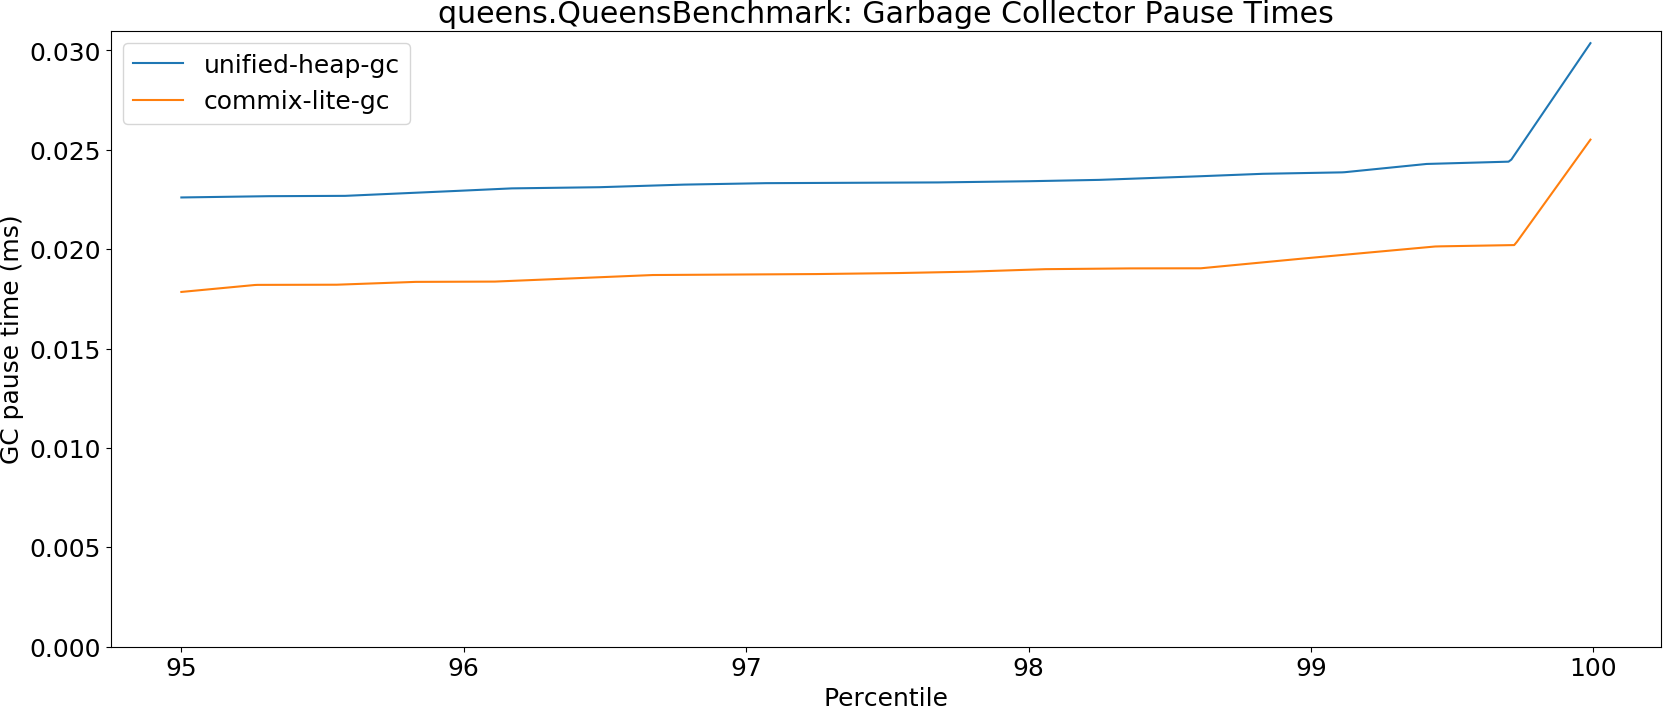 queens.QueensBenchmark: Garbage Collector Pause Times
unified-heap-gc
commix-lite-gc
GC pause time (ms)
0.030
0.025
0.020
0.015
0.010
0.005
0.000
95 96 97 98 99 100
Percentile